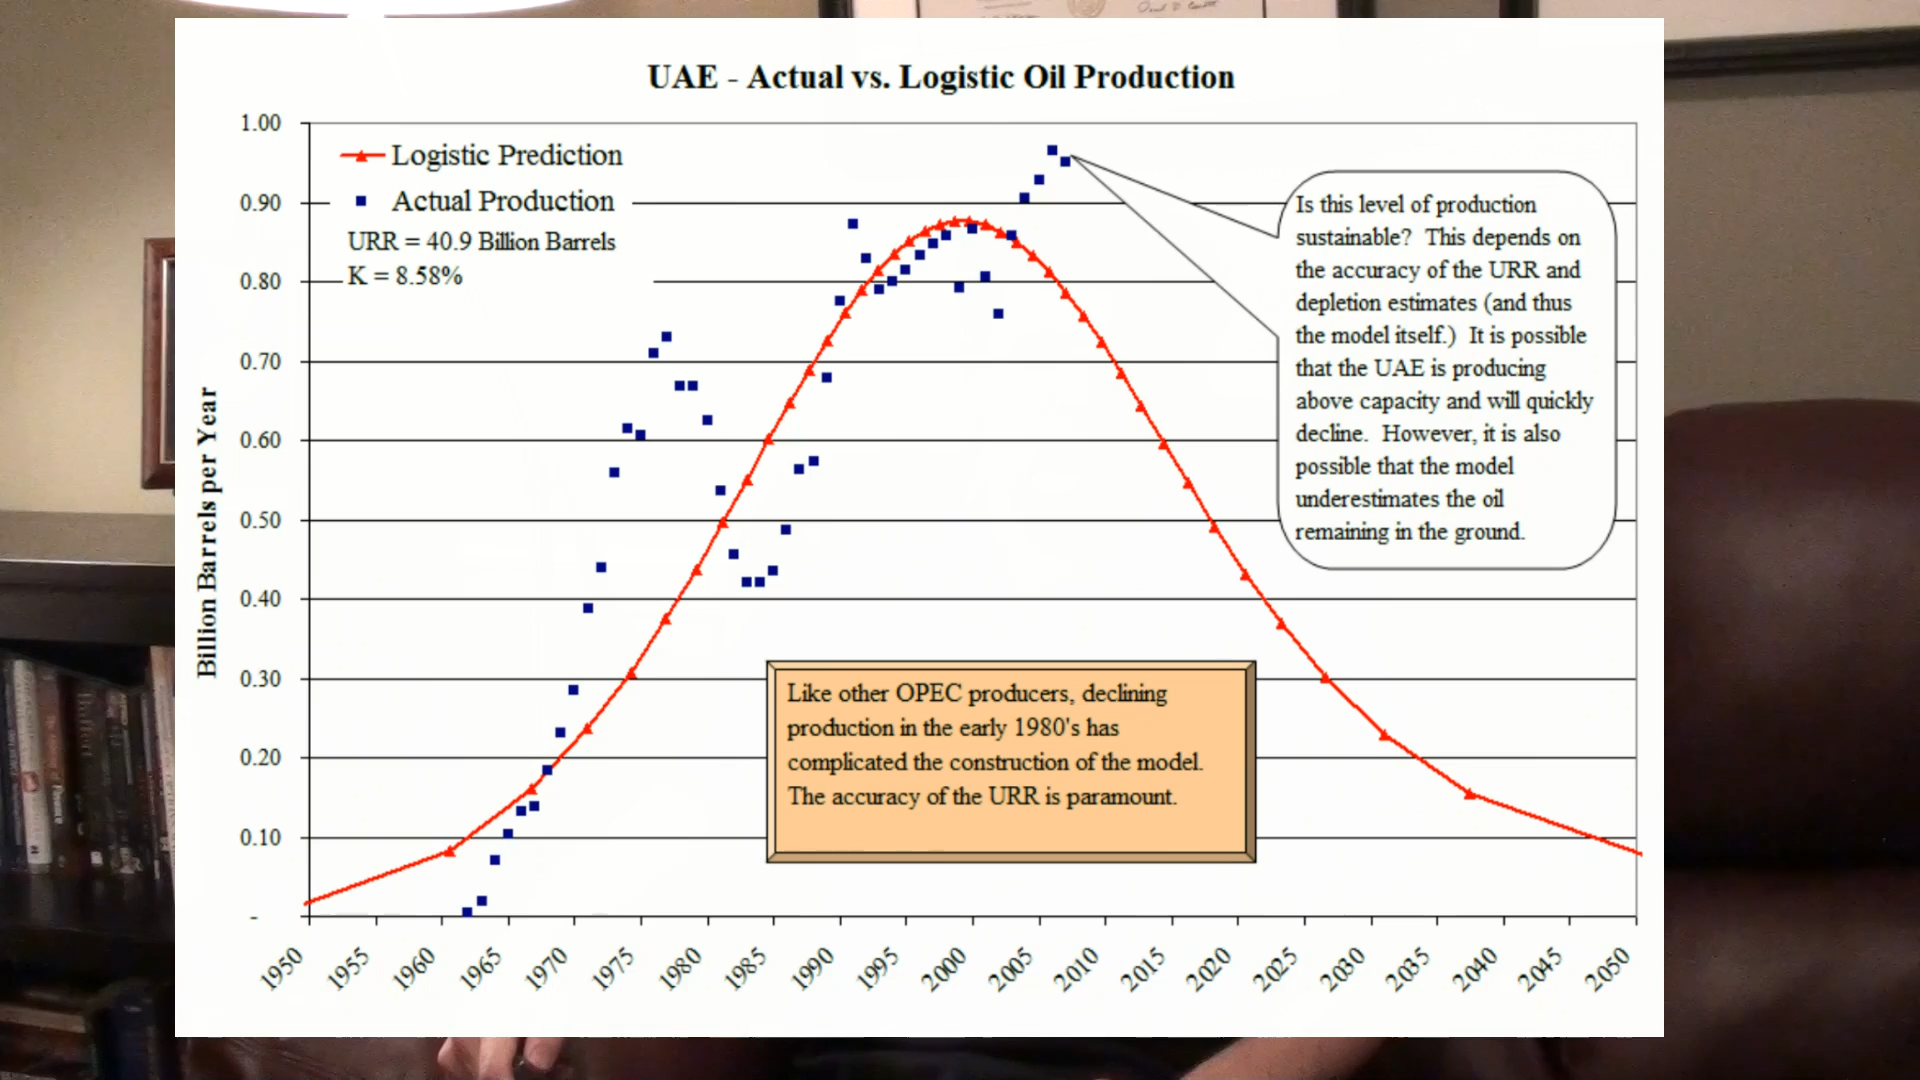 UAE - Actual vs. Logistic Oil Production
1.00
0.90
0.80
0.70
0.60
0.50
0.40
0.30
0.20
0.10
-
Billion Barrels per Year
Logistic Prediction
Actual Production
URR = 40.9 Billion Barrels
K = 8.58%
Is this level of production
sustainable? This depends on
the accuracy of the URR and
depletion estimates (and thus
the model itself.) It is possible
that the UAE is producing
above capacity and will quickly
decline. However, it is also
possible that the model
underestimates the oil
remaining in the ground.
Like other OPEC producers, declining
production in the early 1980's has
complicated the construction of the model.
The accuracy of the URR is paramount.
1950 1955 1960 1965 1970 1975 1980 1985 1990 1995 2000 2005 2010 2015 2020 2025 2030 2035 2040 2045 2050